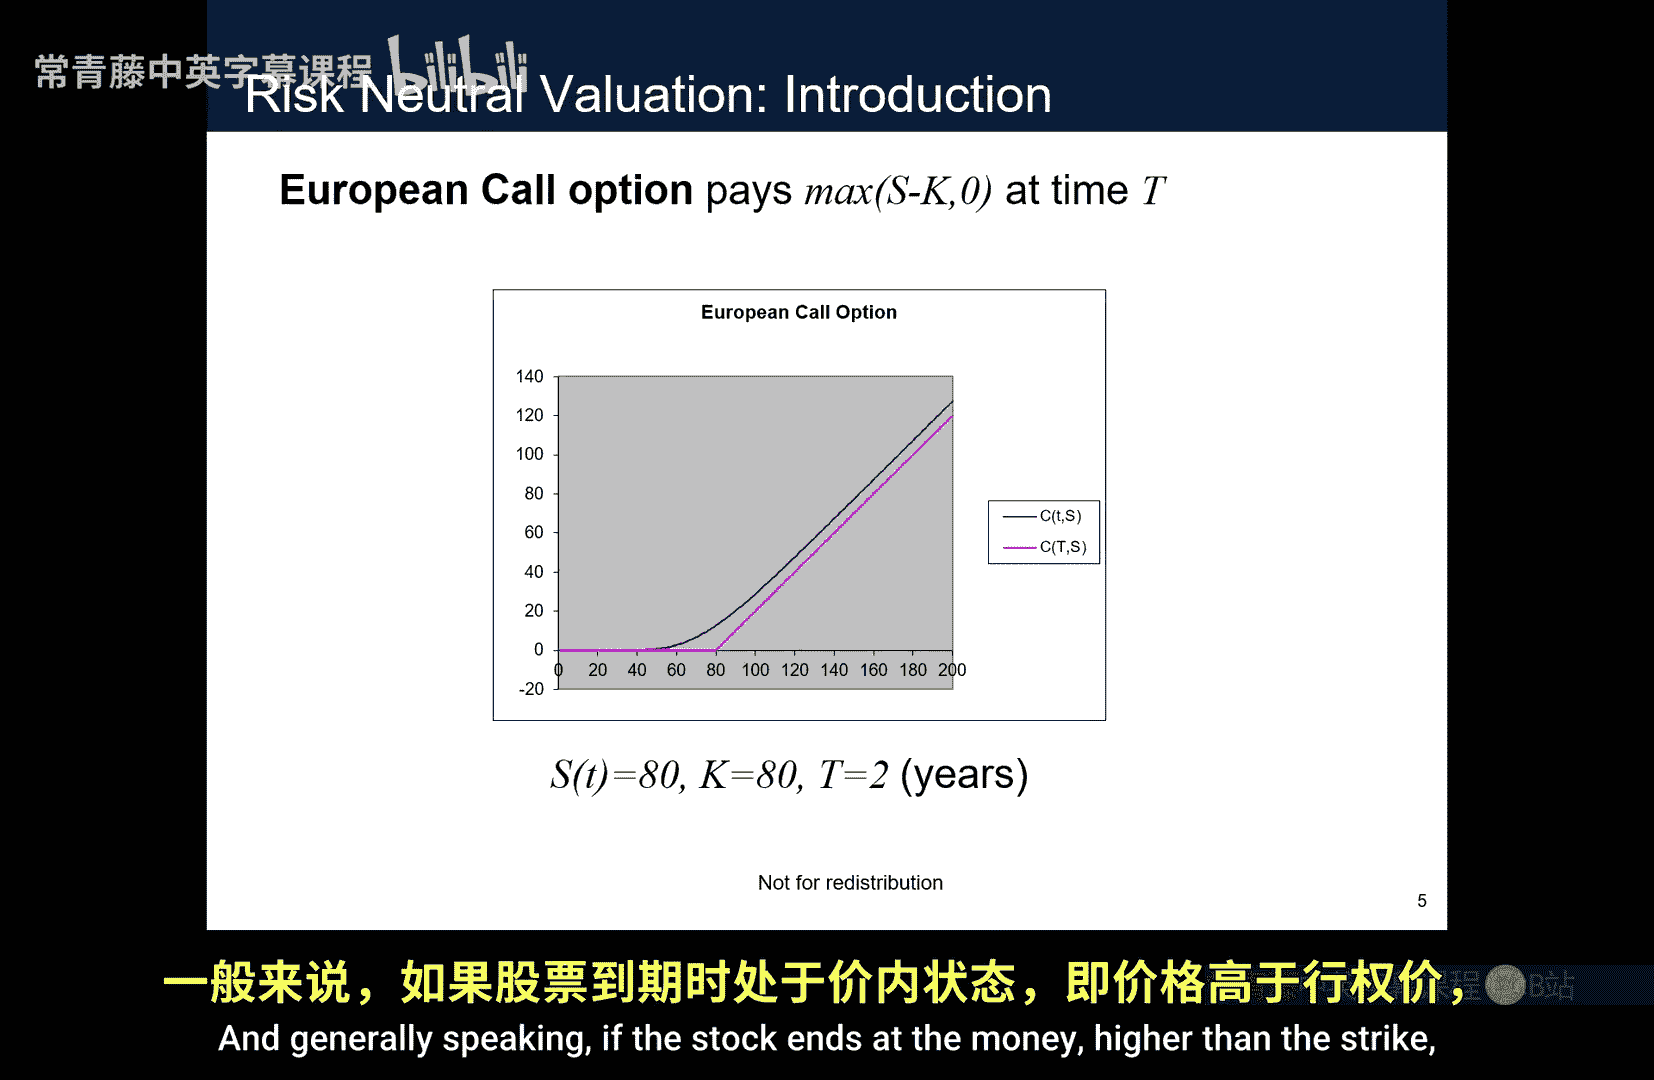 常青藤中英字幕课程 bilibili
Risk Neutral Valuation: Introduction
European Call option pays max(S-K,0) at time T
European Call Option
140
120
100
80
60
40
20
0
-20
0 20 40 60 80 100 120 140 160 180 200
C(t,S)
C(T,S)
S(t)=80, K=80, T=2 (years)
Not for redistribution
5
一般来说，如果股票到期时处于价内状态，即价格高于行权价，
B站
And generally speaking, if the stock ends at the money, higher than the strike,